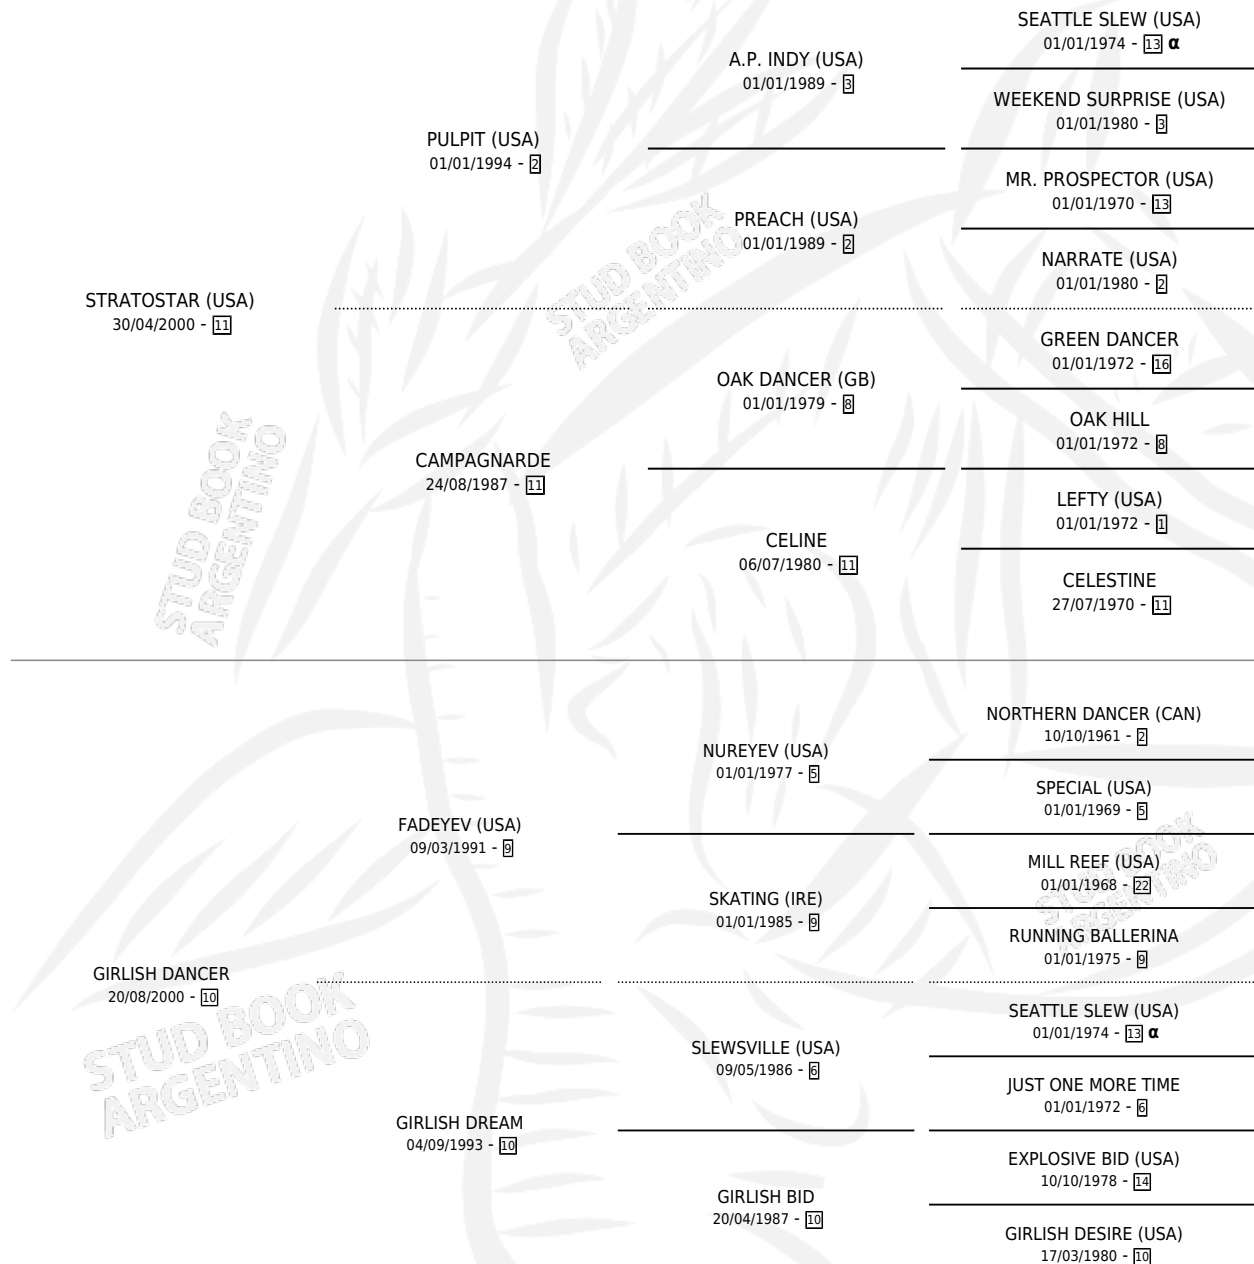 SEATTLE SLEW (USA)
01/01/1974 - 13 α
A.P. INDY (USA)
01/01/1989 - 3
WEEKEND SURPRISE (USA)
01/01/1980 - 3
PULPIT (USA)
01/01/1994 - 2
MR. PROSPECTOR (USA)
01/01/1970 - 13
PREACH (USA)
01/01/1989 - 2
NARRATE (USA)
01/01/1980 - 2
STRATOSTAR (USA)
30/04/2000 - 11
GREEN DANCER
01/01/1972 - 16
OAK DANCER (GB)
01/01/1979 - 8
OAK HILL
01/01/1972 - 8
CAMPAGNARDE
24/08/1987 - 11
LEFTY (USA)
01/01/1972 - 1
CELINE
06/07/1980 - 11
CELESTINE
27/07/1970 - 11
NORTHERN DANCER (CAN)
10/10/1961 - 2
NUREYEV (USA)
01/01/1977 - 5
SPECIAL (USA)
01/01/1969 - 5
FADEYEV (USA)
09/03/1991 - 9
MILL REEF (USA)
01/01/1968 - 22
SKATING (IRE)
01/01/1985 - 9
RUNNING BALLERINA
01/01/1975 - 9
GIRLISH DANCER
20/08/2000 - 10
SEATTLE SLEW (USA)
01/01/1974 - 13 α
SLEWSVILLE (USA)
09/05/1986 - 6
JUST ONE MORE TIME
01/01/1972 - 6
GIRLISH DREAM
04/09/1993 - 10
EXPLOSIVE BID (USA)
10/10/1978 - 14
GIRLISH BID
20/04/1987 - 10
GIRLISH DESIRE (USA)
17/03/1980 - 10
STUD BOOK
ARGENTINO
STUD BOOK
ARGENTINO
STUD BOOK
ARGENTINO
STUD BOOK
ARGENTINO